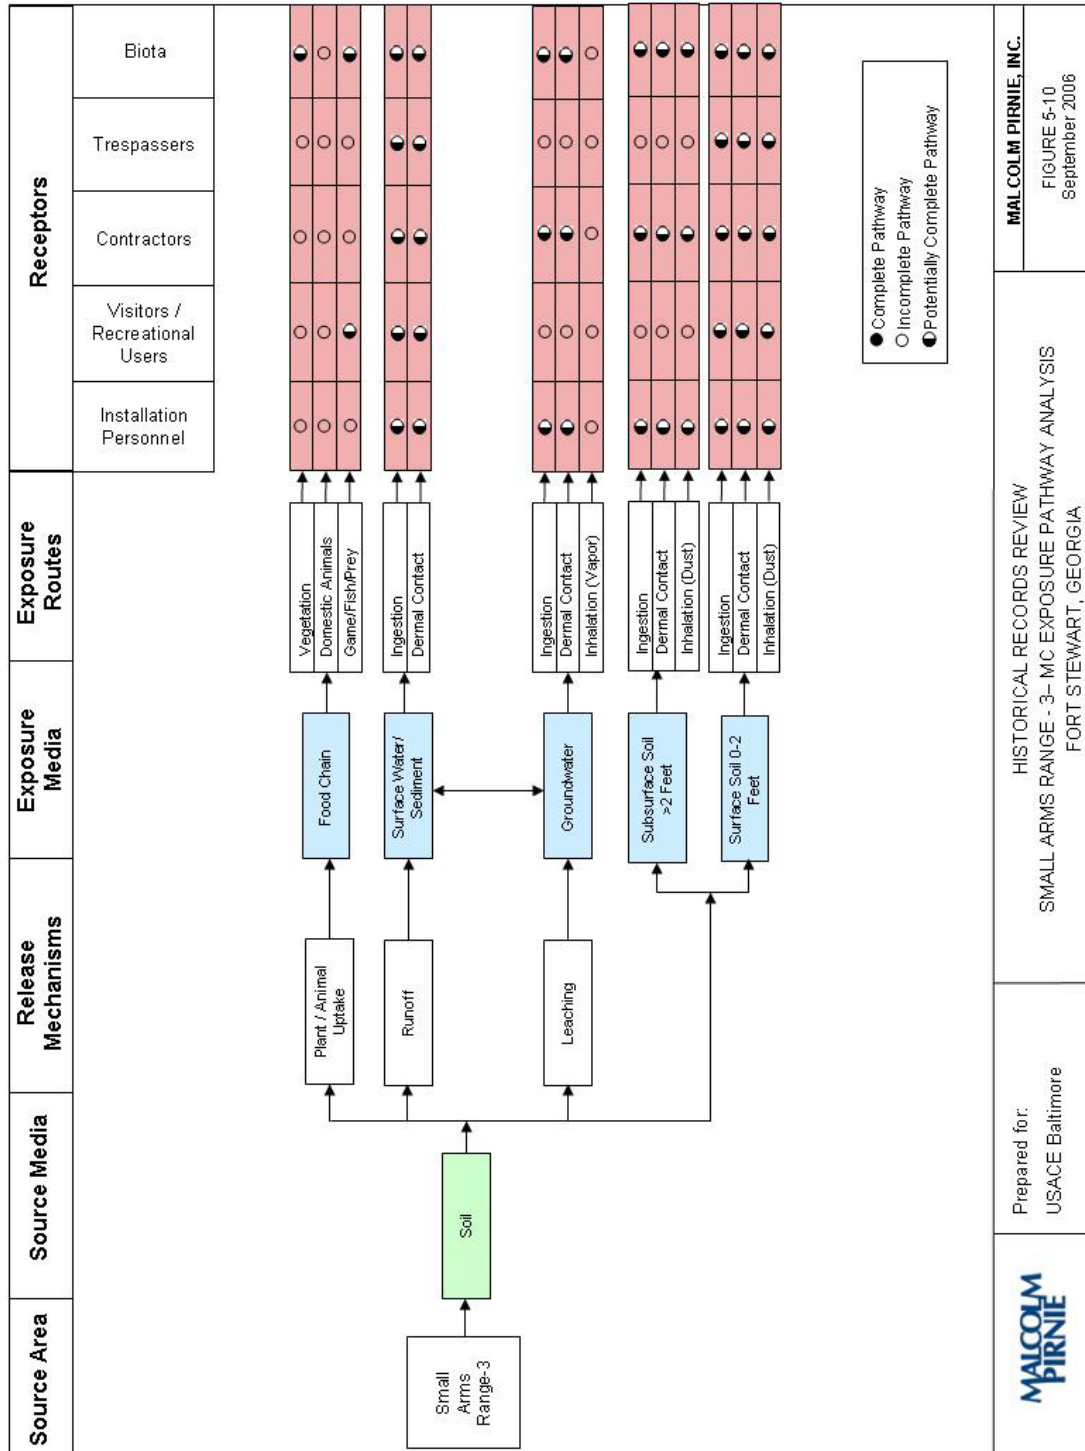 Source Area
Source Media
Release
Mechanisms
Exposure
Media
Exposure
Routes
Receptors
Installation
Personnel
Visitors /
Recreational
Users
Contractors
Trespassers
Biota
Small
Arms
Range-3
Soil
Plant / Animal
Uptake
Food Chain
Vegetation
Domestic Animals
Game/Fish/Prey
Runoff
Surface Water/
Sediment
Ingestion
Dermal Contact
Leaching
Groundwater
Ingestion
Dermal Contact
Inhalation (Vapor)
Subsurface Soil
>2 Feet
Ingestion
Dermal Contact
Inhalation (Dust)
Surface Soil 0-2
Feet
Ingestion
Dermal Contact
Inhalation (Dust)
Complete Pathway
Incomplete Pathway
Potentially Complete Pathway
MALCOLM
PIRNIE
Prepared for:
USACE Baltimore
HISTORICAL RECORDS REVIEW
SMALL ARMS RANGE - 3– MC EXPOSURE PATHWAY ANALYSIS
FORT STEWART, GEORGIA
MALCOLM PIRNIE, INC.
FIGURE 5-10
September 2006